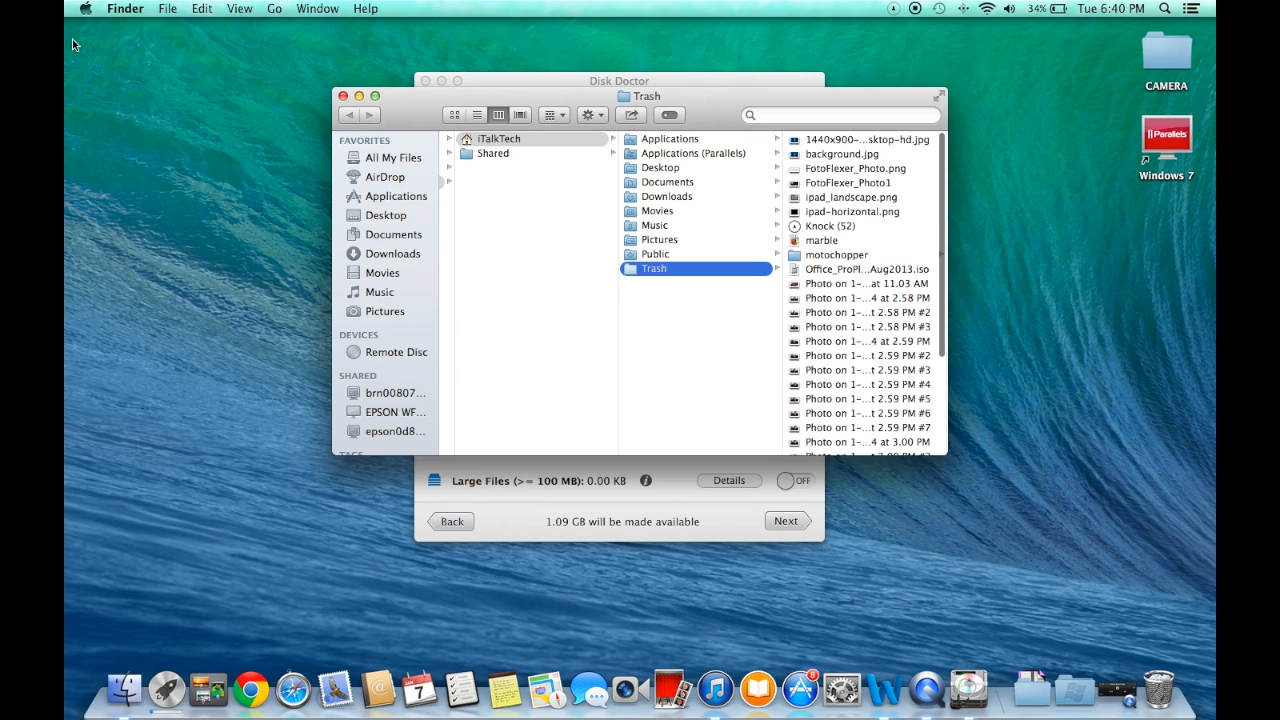 Finder File Edit View Go Window Help
34% Tue 6:40 PM
CAMERA
Parallels
Windows 7
Disk Doctor
Trash
FAVORITES
All My Files
AirDrop
Applications
Desktop
Documents
Downloads
Movies
Music
Pictures
DEVICES
Remote Disc
SHARED
brn00807...
EPSON WF...
epson0d8...
TAGS
iTalkTech
Shared
Applications
Applications (Parallels)
Desktop
Documents
Downloads
Movies
Music
Pictures
Public
Trash
1440x900-...sktop-hd.jpg
background.jpg
FotoFlexer_Photo.png
FotoFlexer_Photo1
ipad_landscape.png
ipad-horizontal.png
Knock (52)
marble
motochopper
Office_ProPl...Aug2013.iso
Photo on 1-...at 11.03 AM
Photo on 1-...4 at 2.58 PM
Photo on 1-...t 2.58 PM #2
Photo on 1-...t 2.58 PM #3
Photo on 1-...4 at 2.59 PM
Photo on 1-...t 2.59 PM #2
Photo on 1-...t 2.59 PM #3
Photo on 1-...t 2.59 PM #4
Photo on 1-...t 2.59 PM #5
Photo on 1-...t 2.59 PM #6
Photo on 1-...t 2.59 PM #7
Photo on 1-...4 at 3.00 PM
Large Files (>= 100 MB): 0.00 KB Details OFF
Back 1.09 GB will be made available Next
7